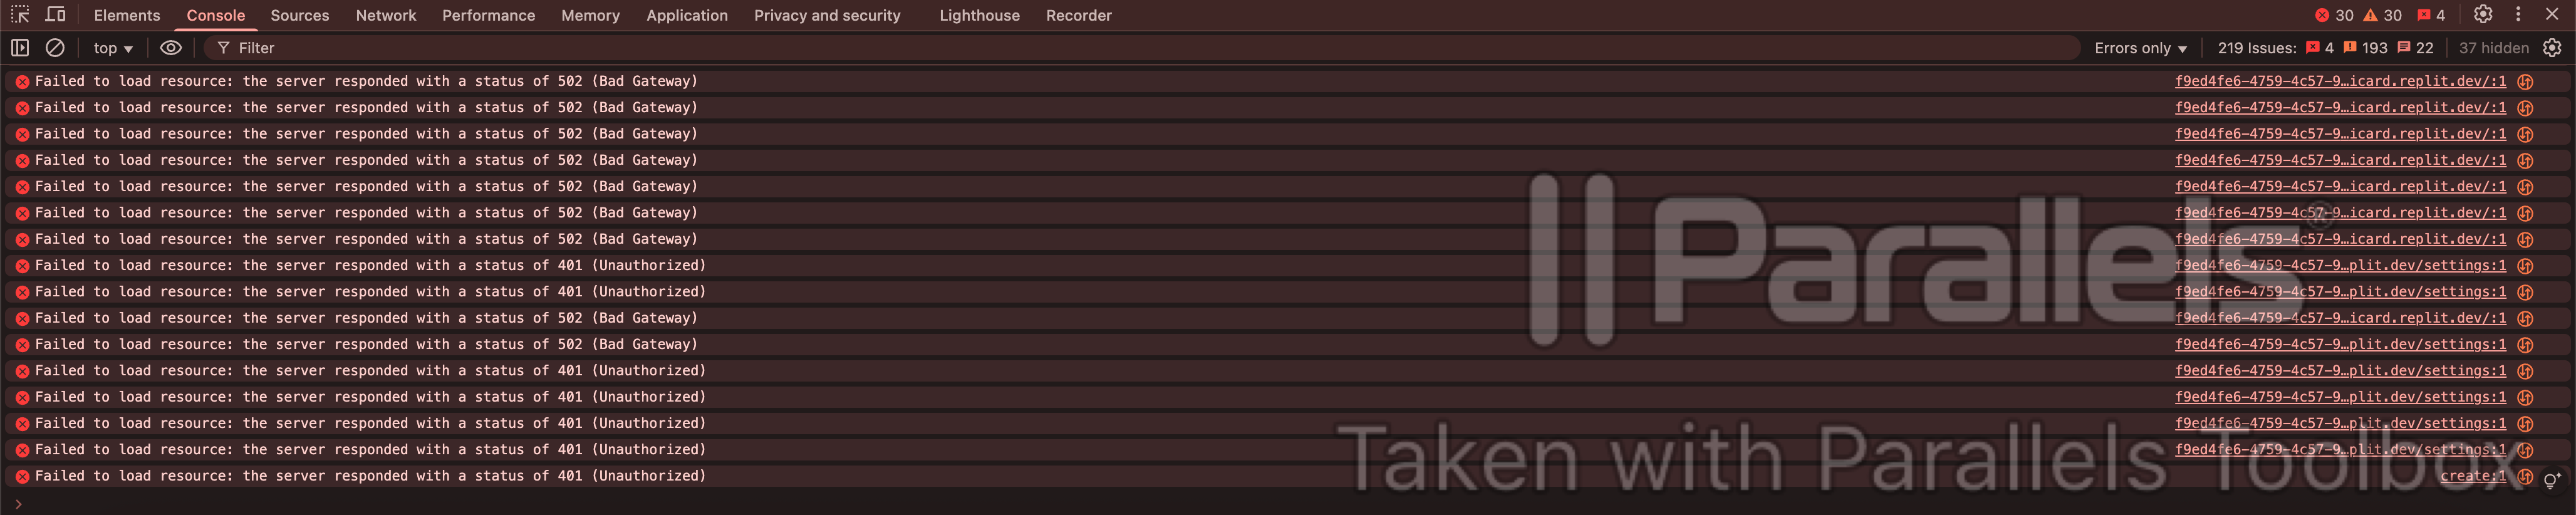 Elements Console Sources Network Performance Memory Application Privacy and security Lighthouse Recorder 30 30 4
top Filter Errors only 219 Issues: 4 193 22 37 hidden
Failed to load resource: the server responded with a status of 502 (Bad Gateway) f9ed4fe6-4759-4c57-9…icard.replit.dev/:1
Failed to load resource: the server responded with a status of 502 (Bad Gateway) f9ed4fe6-4759-4c57-9…icard.replit.dev/:1
Failed to load resource: the server responded with a status of 502 (Bad Gateway) f9ed4fe6-4759-4c57-9…icard.replit.dev/:1
Failed to load resource: the server responded with a status of 502 (Bad Gateway) f9ed4fe6-4759-4c57-9…icard.replit.dev/:1
Failed to load resource: the server responded with a status of 502 (Bad Gateway) f9ed4fe6-4759-4c57-9…icard.replit.dev/:1
Failed to load resource: the server responded with a status of 502 (Bad Gateway) f9ed4fe6-4759-4c57-9…icard.replit.dev/:1
Failed to load resource: the server responded with a status of 502 (Bad Gateway) f9ed4fe6-4759-4c57-9…icard.replit.dev/:1
Failed to load resource: the server responded with a status of 401 (Unauthorized) f9ed4fe6-4759-4c57-9…plit.dev/settings:1
Failed to load resource: the server responded with a status of 401 (Unauthorized) f9ed4fe6-4759-4c57-9…plit.dev/settings:1
Failed to load resource: the server responded with a status of 502 (Bad Gateway) f9ed4fe6-4759-4c57-9…icard.replit.dev/:1
Failed to load resource: the server responded with a status of 502 (Bad Gateway) f9ed4fe6-4759-4c57-9…plit.dev/settings:1
Failed to load resource: the server responded with a status of 401 (Unauthorized) f9ed4fe6-4759-4c57-9…plit.dev/settings:1
Failed to load resource: the server responded with a status of 401 (Unauthorized) f9ed4fe6-4759-4c57-9…plit.dev/settings:1
Failed to load resource: the server responded with a status of 401 (Unauthorized) f9ed4fe6-4759-4c57-9…plit.dev/settings:1
Failed to load resource: the server responded with a status of 401 (Unauthorized) f9ed4fe6-4759-4c57-9…plit.dev/settings:1
Failed to load resource: the server responded with a status of 401 (Unauthorized) create:1
|| Parallels®
Taken with Parallels Toolbox